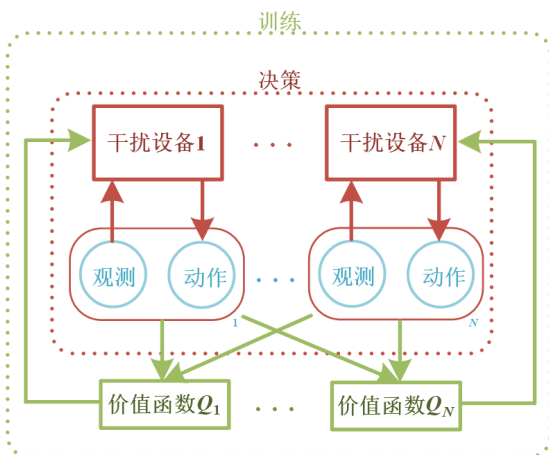 训练
决策
干扰设备1 ... 干扰设备N
观测 动作 1 ... 观测 动作 N
价值函数Q1 ... 价值函数QN